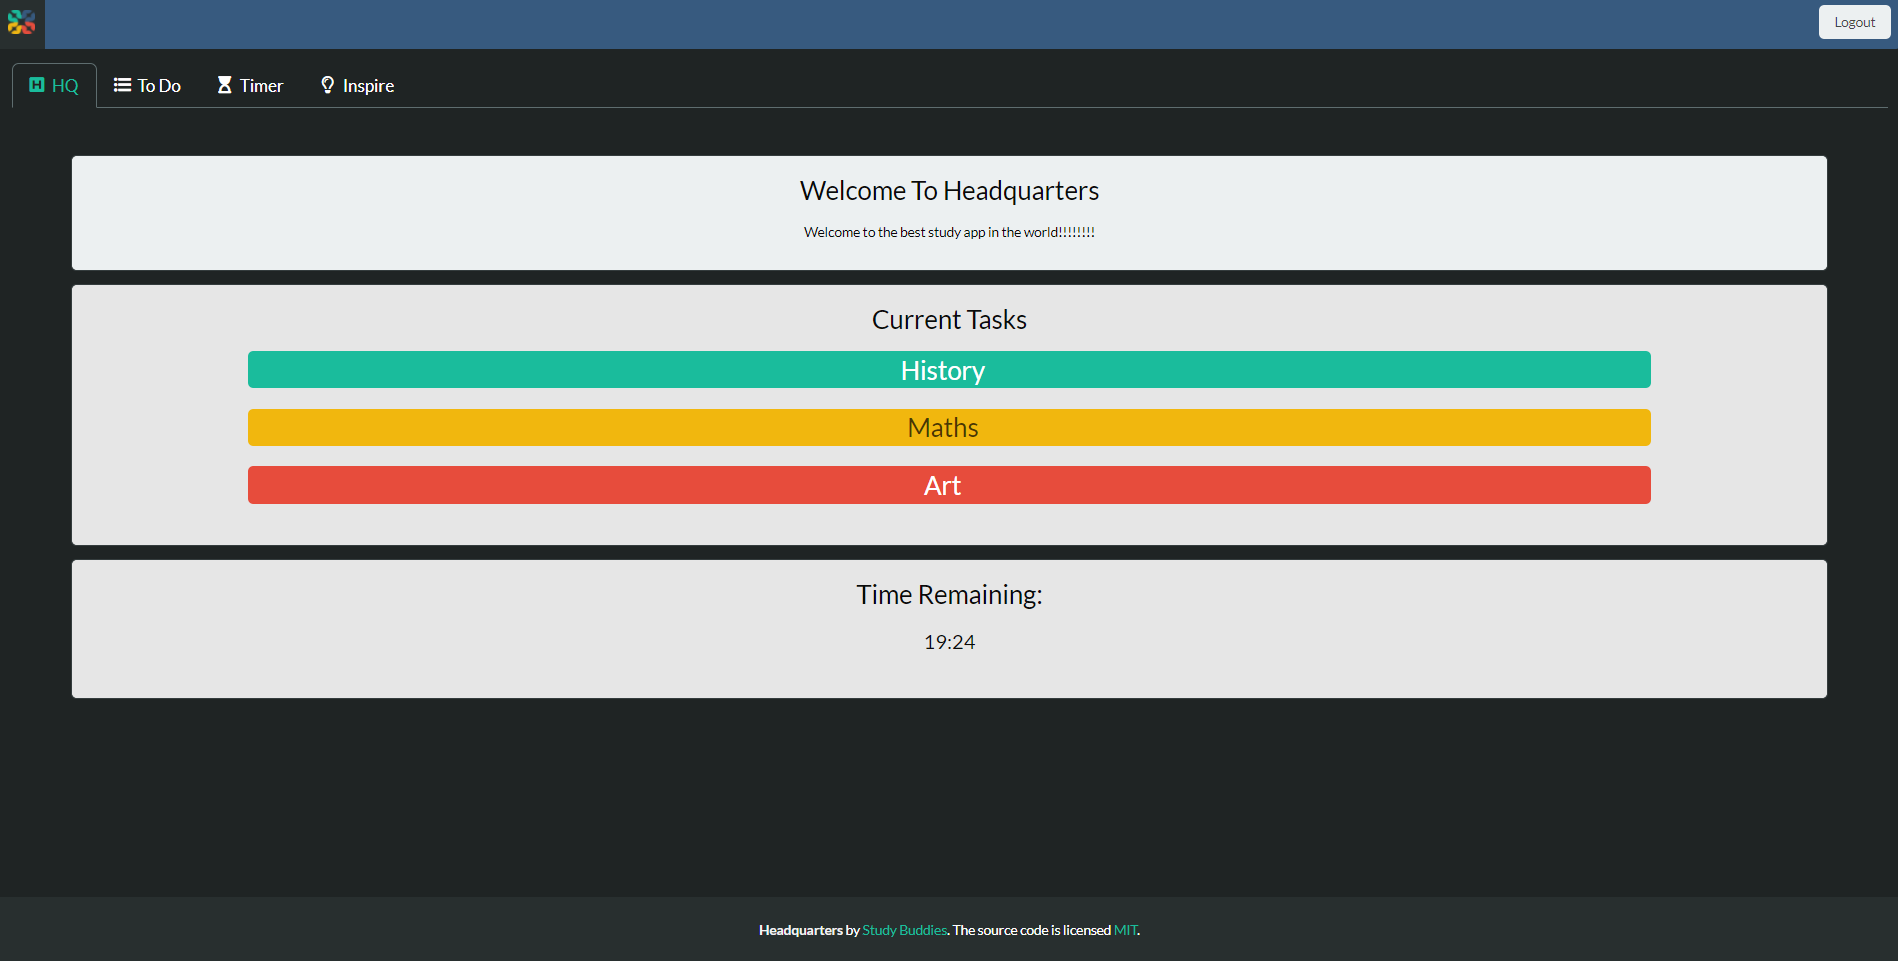 Logout
HQ To Do Timer Inspire
Welcome To Headquarters
Welcome to the best study app in the world!!!!!!!!
Current Tasks
History
Maths
Art
Time Remaining:
19:24
Headquarters by Study Buddies. The source code is licensed MIT.